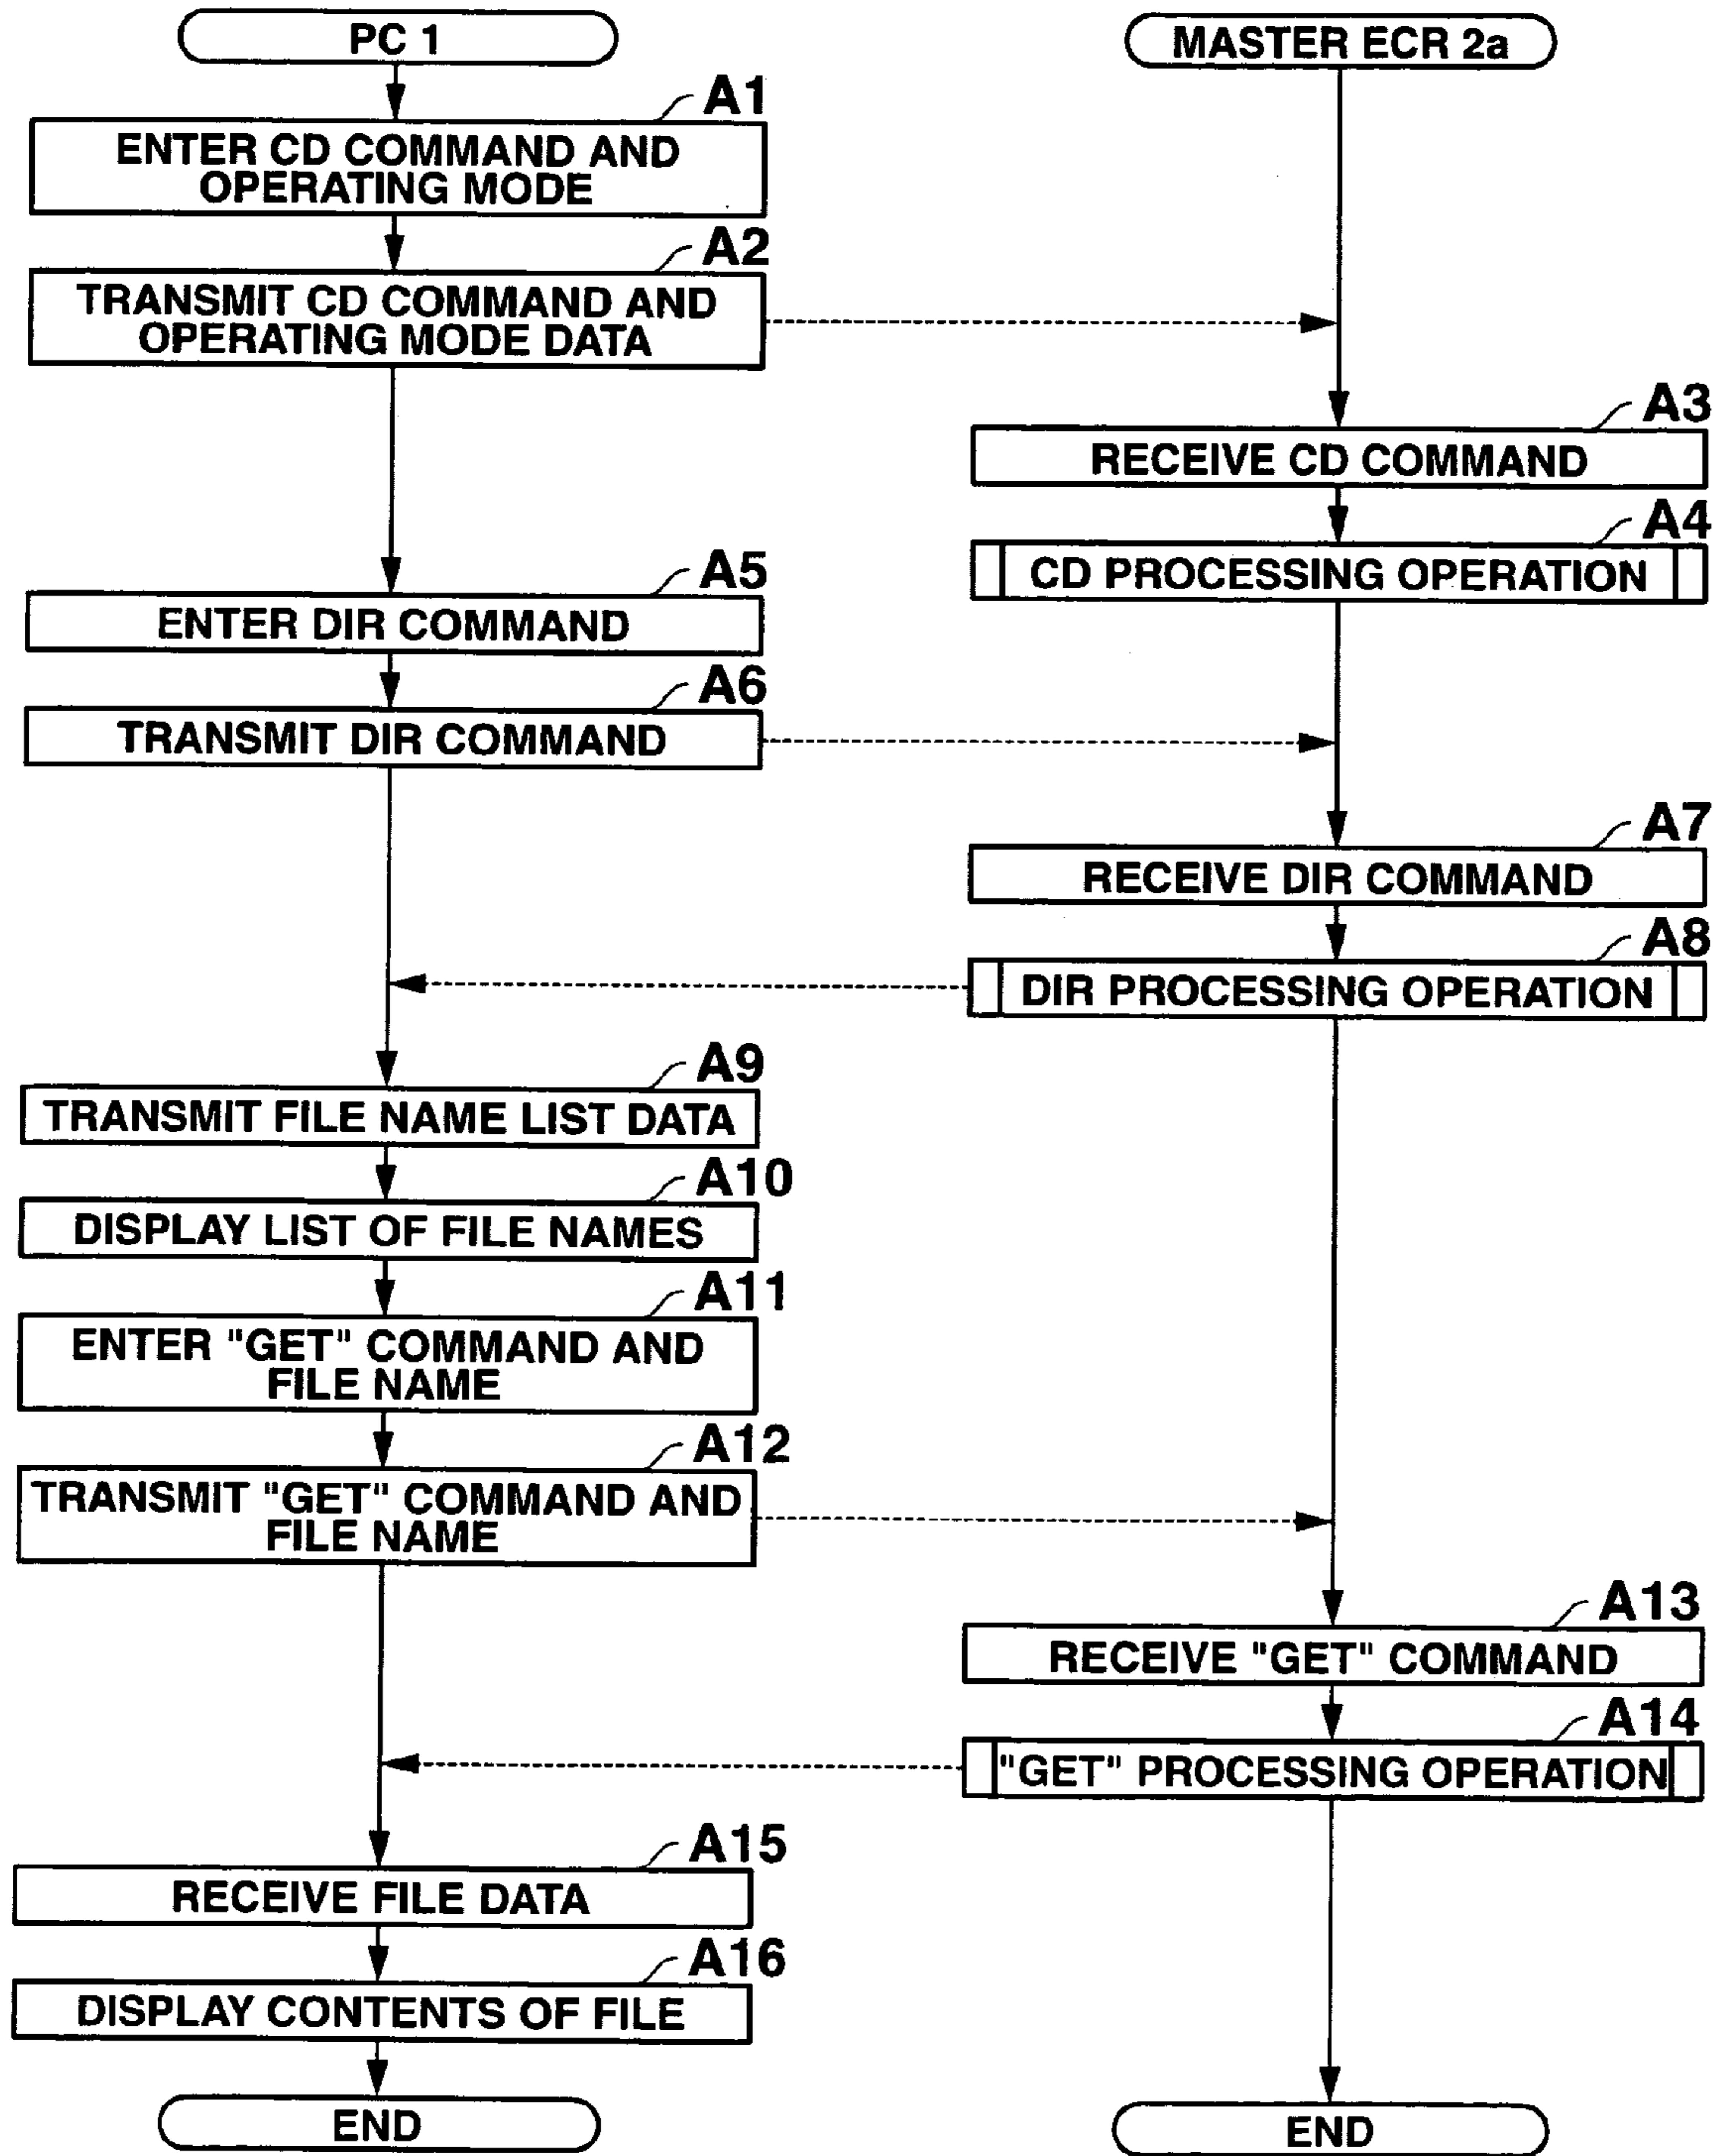 PC 1
MASTER ECR 2a
A1
ENTER CD COMMAND AND
OPERATING MODE
A2
TRANSMIT CD COMMAND AND
OPERATING MODE DATA
A3
RECEIVE CD COMMAND
A4
CD PROCESSING OPERATION
A5
ENTER DIR COMMAND
A6
TRANSMIT DIR COMMAND
A7
RECEIVE DIR COMMAND
A8
DIR PROCESSING OPERATION
A9
TRANSMIT FILE NAME LIST DATA
A10
DISPLAY LIST OF FILE NAMES
A11
ENTER "GET" COMMAND AND
FILE NAME
A12
TRANSMIT "GET" COMMAND AND
FILE NAME
A13
RECEIVE "GET" COMMAND
A14
"GET" PROCESSING OPERATION
A15
RECEIVE FILE DATA
A16
DISPLAY CONTENTS OF FILE
END
END